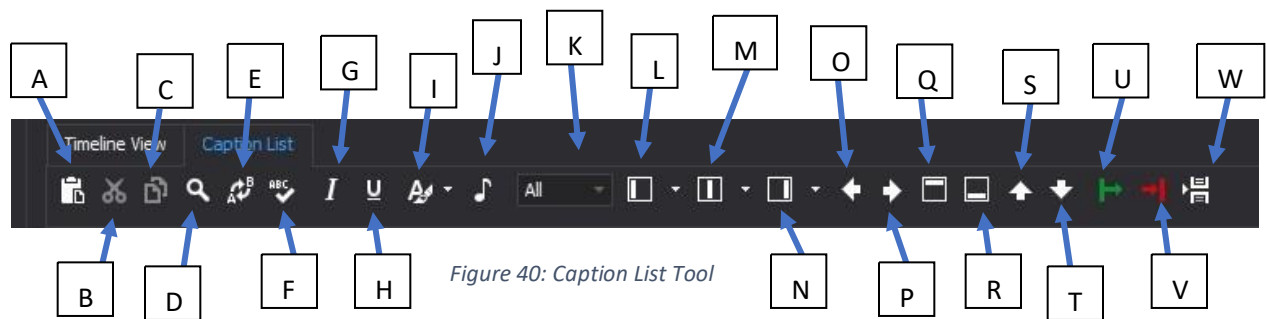 A C E G I J K L M O Q S U W
Timeline View Caption List
A B ABC I U A All
B D F H Figure 40: Caption List Tool N P R T V